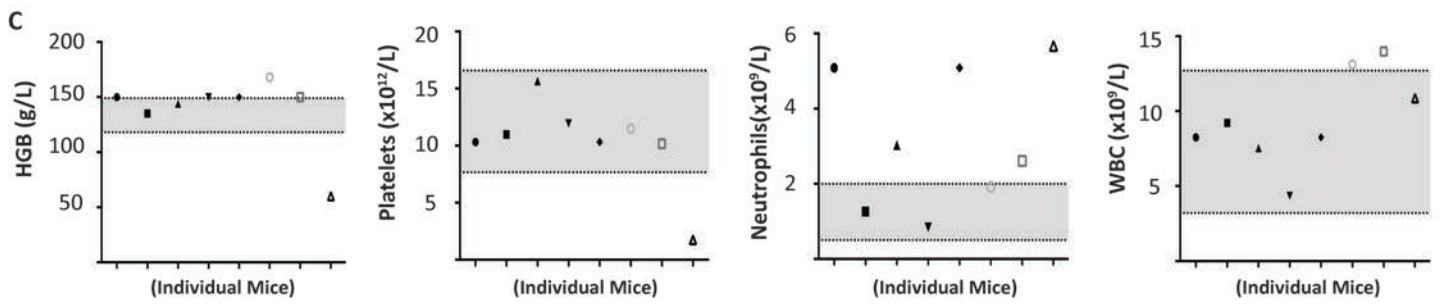 C
HGB (g/L)
200
150
100
50
(Individual Mice)
Platelets (x10¹²/L)
20
15
10
5
(Individual Mice)
Neutrophils(x10⁹/L)
6
4
2
(Individual Mice)
WBC (x10⁹/L)
15
10
5
(Individual Mice)